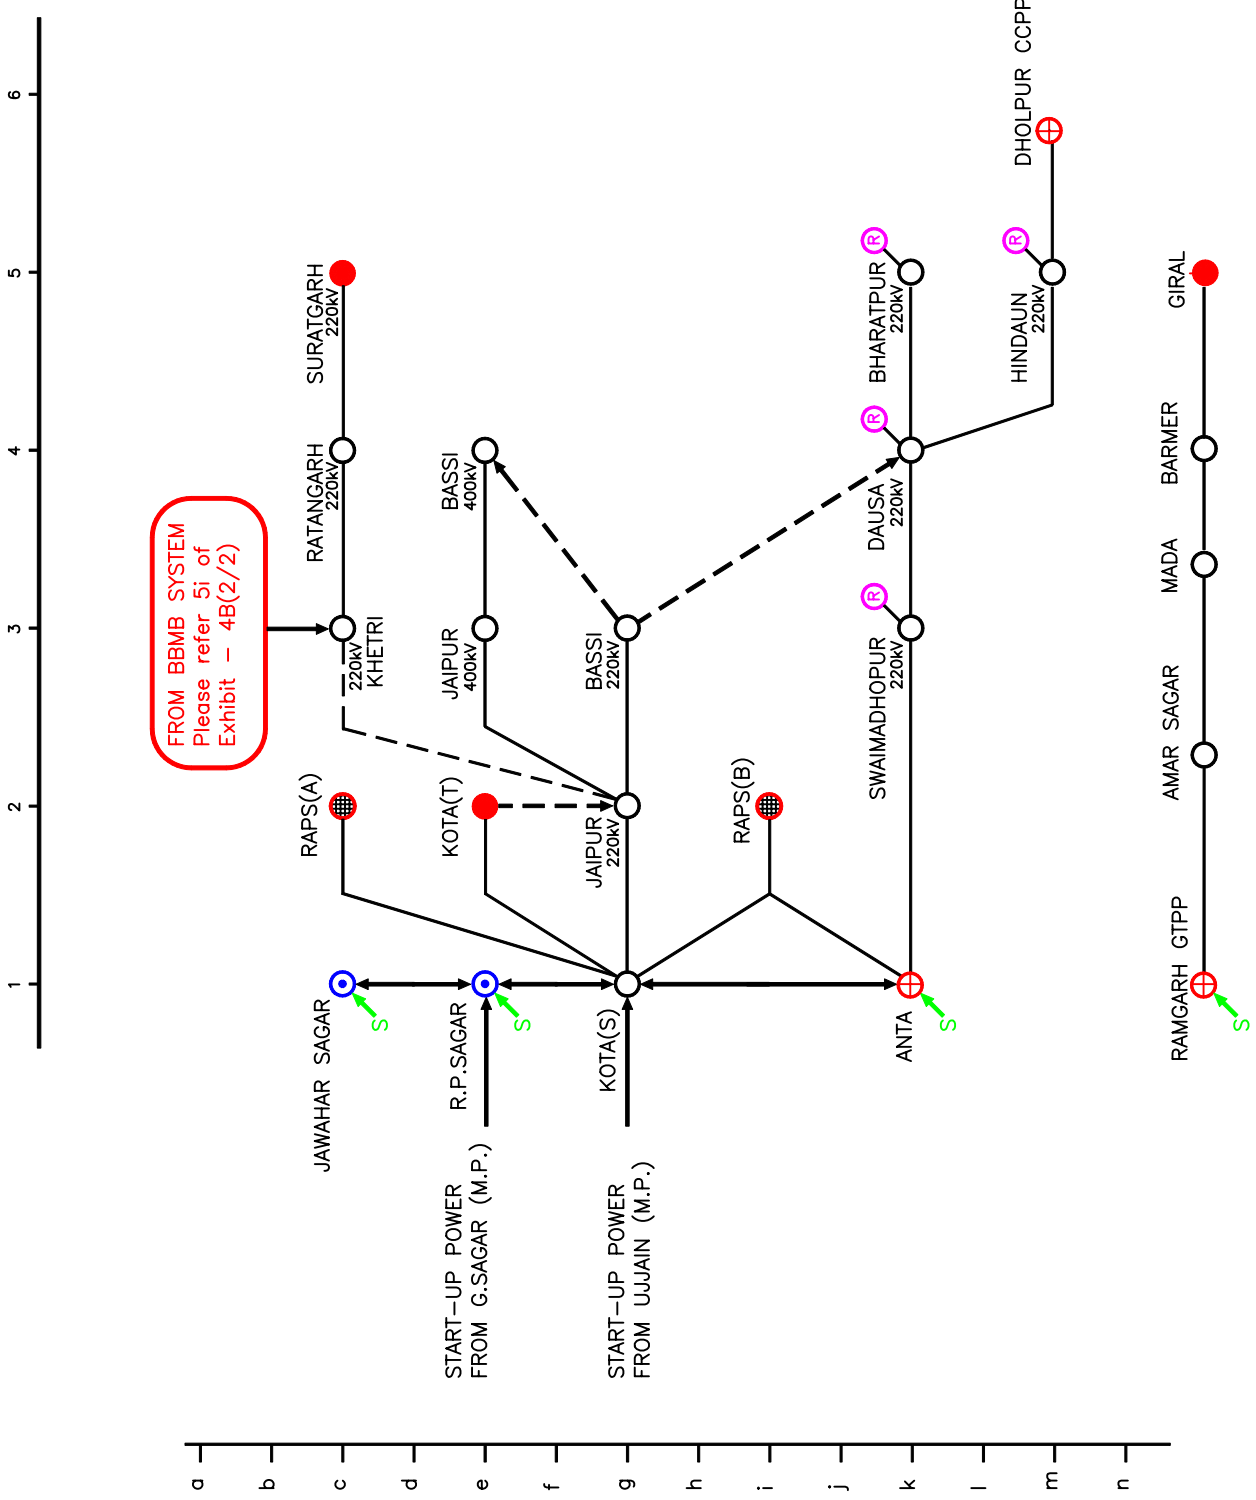 FROM BBMB SYSTEM
Please refer 5i of
Exhibit – 4B(2/2)
JAWAHAR SAGAR
S
RAPS(A)
220kV
KHETRI
RATANGARH
220kV
SURATGARH
220kV
START–UP POWER
FROM G.SAGAR (M.P.)
R.P.SAGAR
S
KOTA(T)
JAIPUR
400kV
BASSI
400kV
START–UP POWER
FROM UJJAIN (M.P.)
KOTA(S)
JAIPUR
220kV
BASSI
220kV
RAPS(B)
ANTA
S
SWAIMADHOPUR
220kV
R
DAUSA
220kV
R
BHARATPUR
220kV
R
HINDAUN
220kV
R
DHOLPUR CCPP
RAMGARH GTPP
S
AMAR SAGAR
MADA
BARMER
GIRAL
1
2
3
4
5
6
a
b
c
d
e
f
g
h
i
j
k
l
m
n